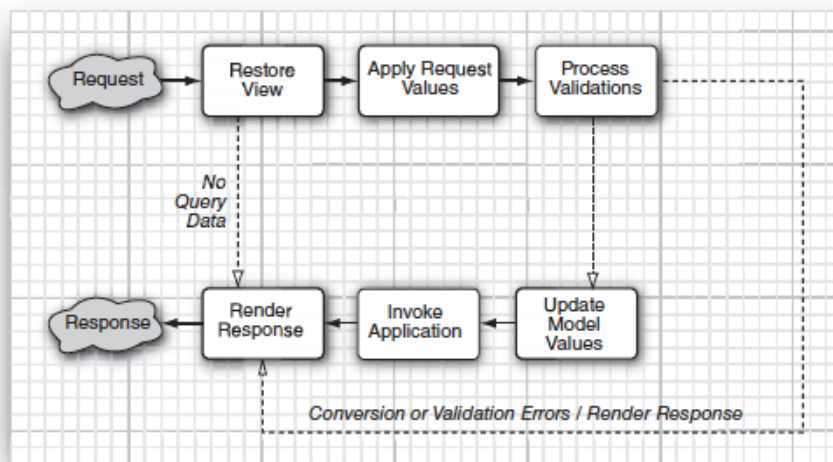 Request
Restore
View
Apply Request
Values
Process
Validations
No
Query
Data
Response
Render
Response
Invoke
Application
Update
Model
Values
Conversion or Validation Errors / Render Response